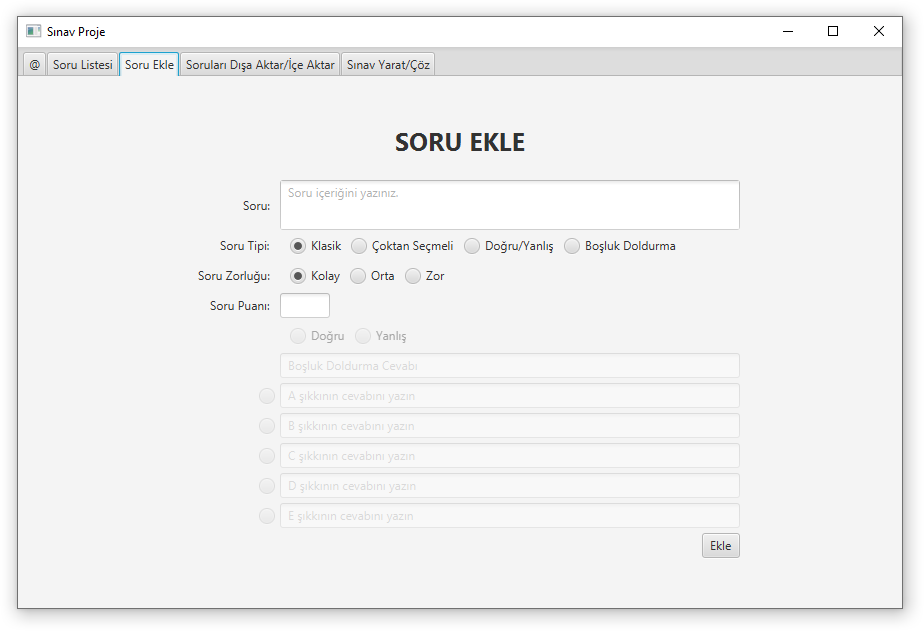 Sınav Proje
@ Soru Listesi Soru Ekle Soruları Dışa Aktar/İçe Aktar Sınav Yarat/Çöz
SORU EKLE
Soru: Soru içeriğini yazınız.
Soru Tipi: Klasik Çoktan Seçmeli Doğru/Yanlış Boşluk Doldurma
Soru Zorluğu: Kolay Orta Zor
Soru Puanı:
Doğru Yanlış
Boşluk Doldurma Cevabı
A şıkkının cevabını yazın
B şıkkının cevabını yazın
C şıkkının cevabını yazın
D şıkkının cevabını yazın
E şıkkının cevabını yazın
Ekle